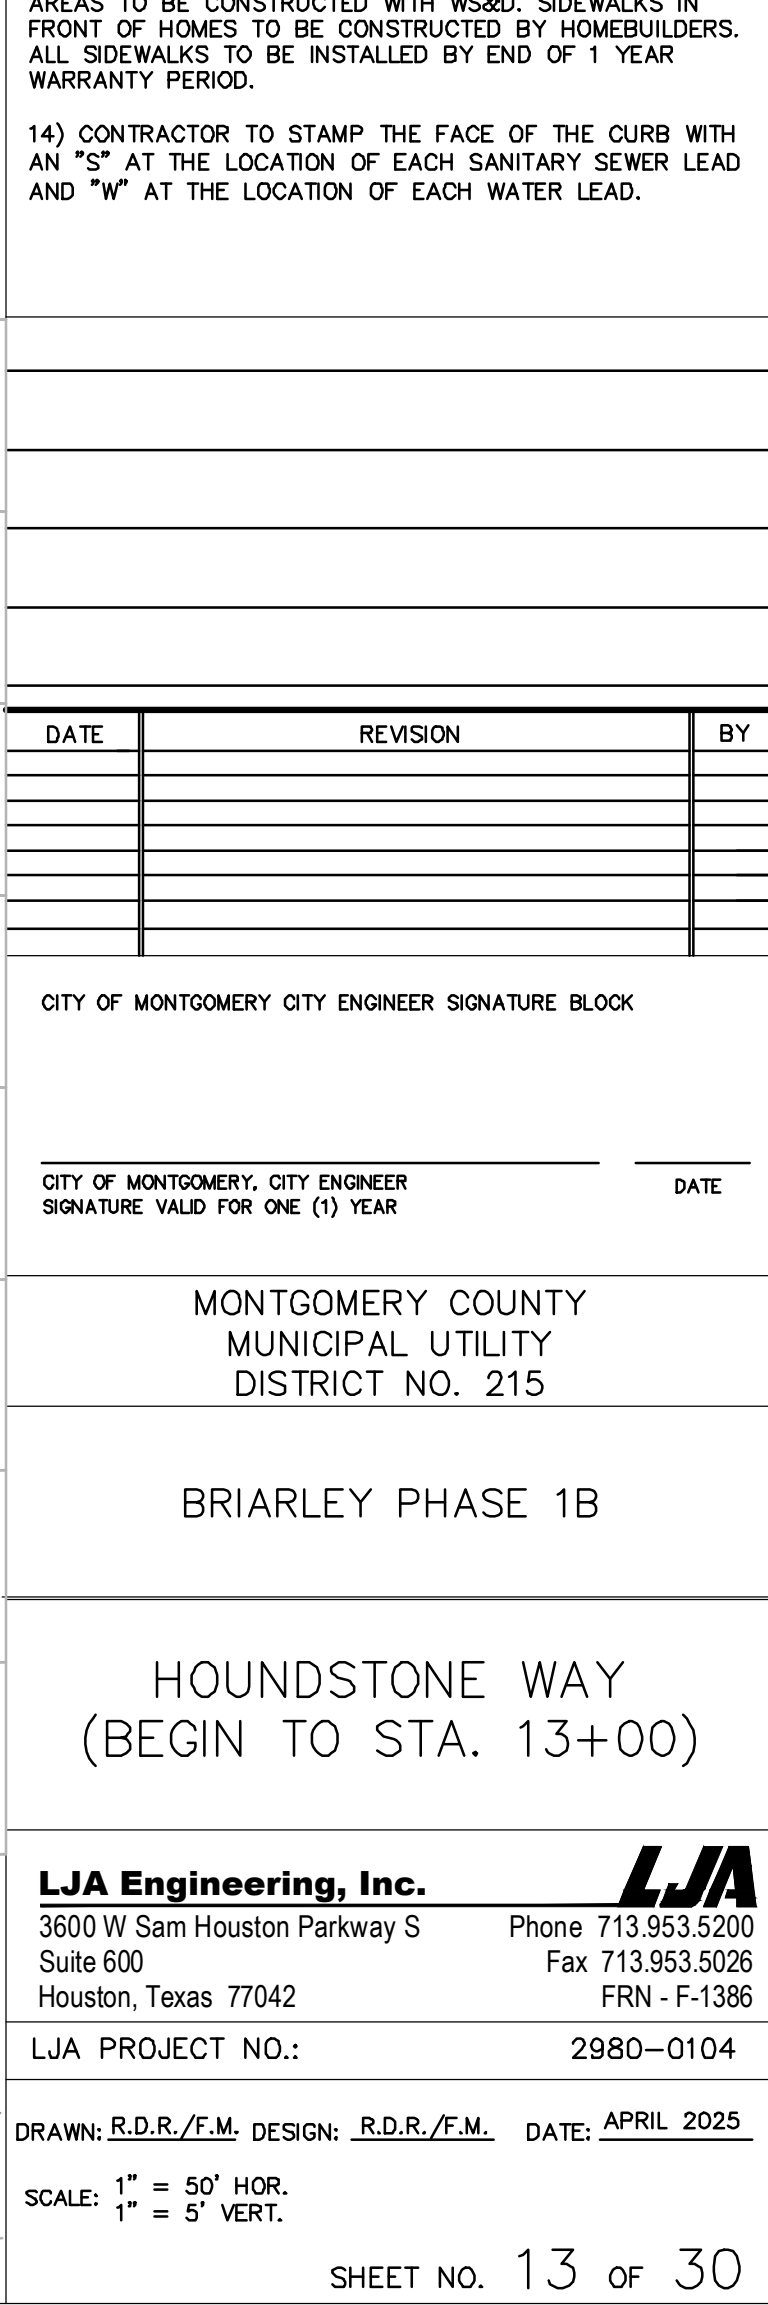 AREAS TO BE CONSTRUCTED WITH WS&D. SIDEWALKS IN
FRONT OF HOMES TO BE CONSTRUCTED BY HOMEBUILDERS.
ALL SIDEWALKS TO BE INSTALLED BY END OF 1 YEAR
WARRANTY PERIOD.
14) CONTRACTOR TO STAMP THE FACE OF THE CURB WITH
AN "S" AT THE LOCATION OF EACH SANITARY SEWER LEAD
AND "W" AT THE LOCATION OF EACH WATER LEAD.
DATE REVISION BY
CITY OF MONTGOMERY CITY ENGINEER SIGNATURE BLOCK
CITY OF MONTGOMERY, CITY ENGINEER
SIGNATURE VALID FOR ONE (1) YEAR
DATE
MONTGOMERY COUNTY
MUNICIPAL UTILITY
DISTRICT NO. 215
BRIARLEY PHASE 1B
HOUNDSTONE WAY
(BEGIN TO STA. 13+00)
LJA Engineering, Inc. LJA
3600 W Sam Houston Parkway S Phone 713.953.5200
Suite 600 Fax 713.953.5026
Houston, Texas 77042 FRN - F-1386
LJA PROJECT NO.: 2980-0104
DRAWN: R.D.R./F.M. DESIGN: R.D.R./F.M. DATE: APRIL 2025
SCALE: 1" = 50' HOR.
1" = 5' VERT.
SHEET NO. 13 OF 30